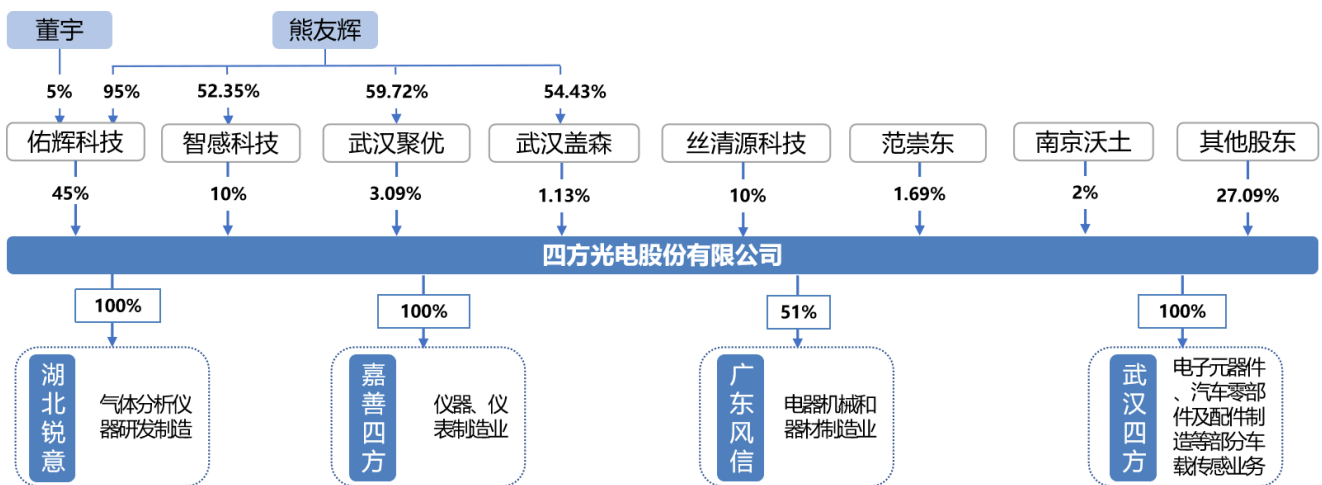 董宇
熊友辉
5%
95%
52.35%
59.72%
54.43%
佑辉科技
智感科技
武汉聚优
武汉盖森
丝清源科技
范崇东
南京沃土
其他股东
45%
10%
3.09%
1.13%
10%
1.69%
2%
27.09%
四方光电股份有限公司
100%
100%
51%
100%
湖北锐意
气体分析仪
器研发制造
嘉善四方
仪器、仪
表制造业
广东风信
电器机械和
器材制造业
武汉四方
电子元器件
、汽车零部
件及配件制
造等部分车
载传感业务